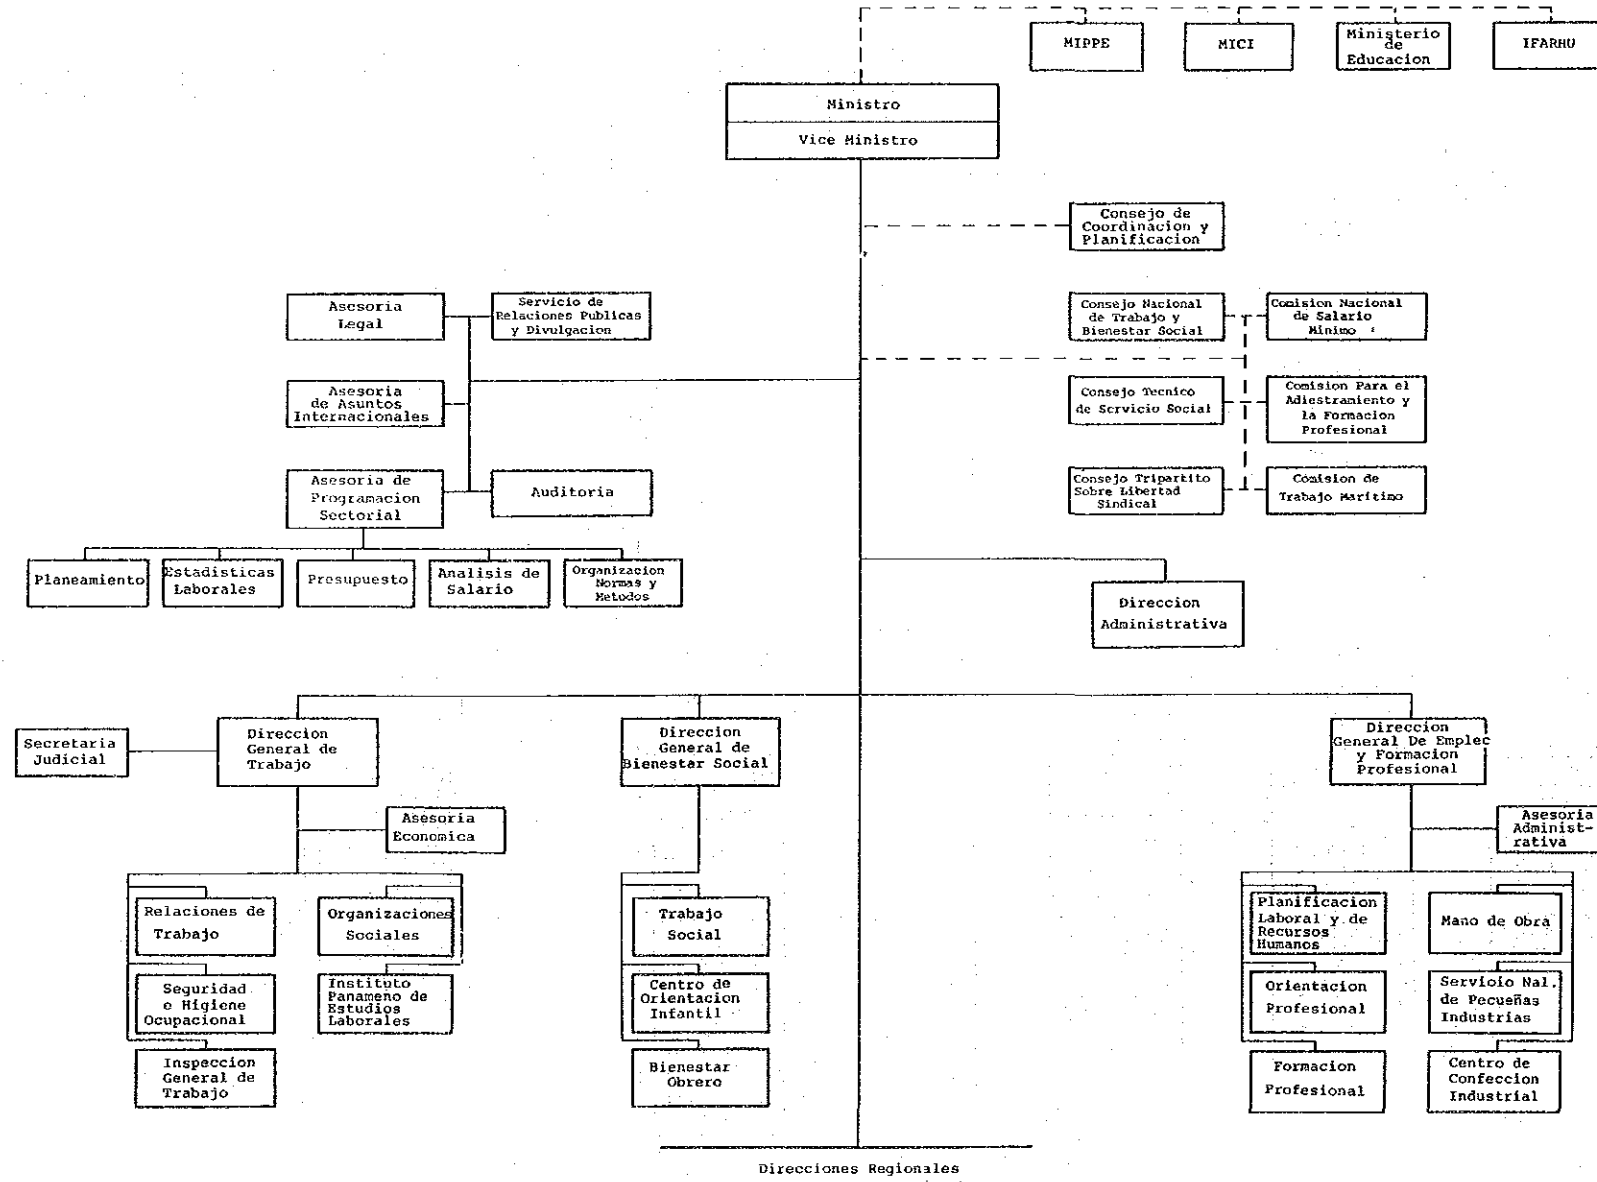 MIPPE
MICI
Ministerio
de
Educacion
IFARHU
Ministro
Vice Ministro
Consejo de
Coordinacion y
Planificacion
Asesoria
Legal
Servicio de
Relaciones Publicas
y Divulgacion
Consejo Nacional
de Trabajo y
Bienestar Social
Comision Nacional
de Salario
Minimo
Asesoria
de Asuntos
Internacionales
Consejo Tecnico
de Servicio Social
Comision Para el
Adiestramiento y
la Formacion
Profesional
Asesoria de
Programacion
Sectorial
Auditoria
Consejo Tripartito
Sobre Libertad
Sindical
Comision de
Trabajo Maritimo
Planeamiento
Estadisticas
Laborales
Presupuesto
Analisis de
Salario
Organizacion
Normas y
Metodos
Direccion
Administrativa
Secretaria
Judicial
Direccion
General de
Trabajo
Direccion
General de
Bienestar Social
Direccion
General De Emplec
y Formacion
Profesional
Asesoria
Economica
Asesoria
Administ-
rativa
Relaciones de
Trabajo
Organizaciones
Sociales
Trabajo
Social
Planificacion
Laboral y de
Recursos
Humanos
Mano de Obra
Seguridad
e Higiene
Ocupacional
Instituto
Panameno de
Estudios
Laborales
Centro de
Orientacion
Infantil
Orientacion
Profesional
Servioio Nal.
de Pecueñas
Industrias
Inspeccion
General de
Trabajo
Bienestar
Obrero
Formacion
Profesional
Centro de
Confeccion
Industrial
Direcciones Regionales